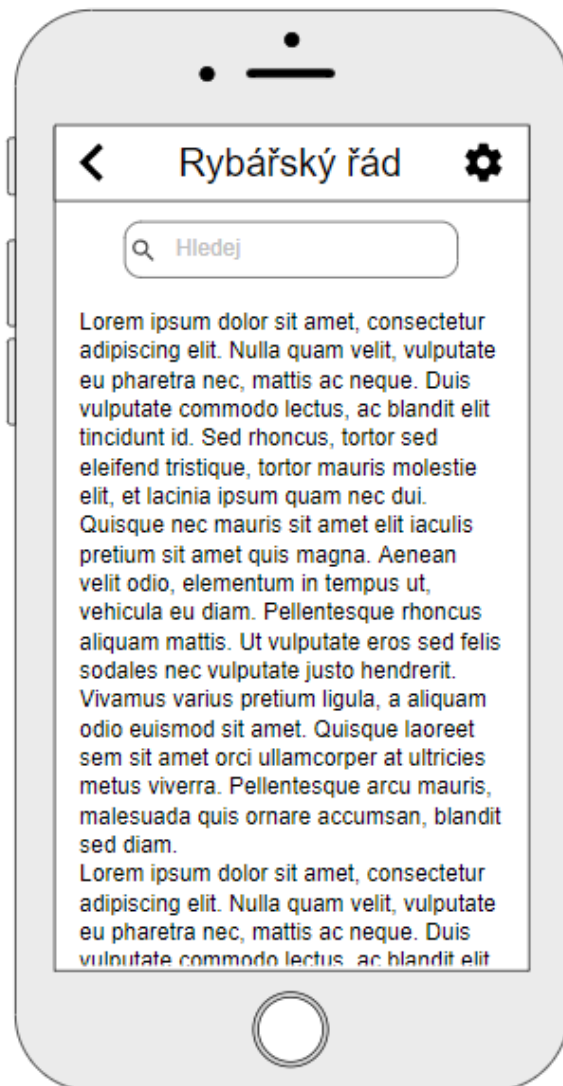 Rybářský řád
Hledej
Lorem ipsum dolor sit amet, consectetur
adipiscing elit. Nulla quam velit, vulputate
eu pharetra nec, mattis ac neque. Duis
vulputate commodo lectus, ac blandit elit
tincidunt id. Sed rhoncus, tortor sed
eleifend tristique, tortor mauris molestie
elit, et lacinia ipsum quam nec dui.
Quisque nec mauris sit amet elit iaculis
pretium sit amet quis magna. Aenean
velit odio, elementum in tempus ut,
vehicula eu diam. Pellentesque rhoncus
aliquam mattis. Ut vulputate eros sed felis
sodales nec vulputate justo hendrerit.
Vivamus varius pretium ligula, a aliquam
odio euismod sit amet. Quisque laoreet
sem sit amet orci ullamcorper at ultricies
metus viverra. Pellentesque arcu mauris,
malesuada quis ornare accumsan, blandit
sed diam.
Lorem ipsum dolor sit amet, consectetur
adipiscing elit. Nulla quam velit, vulputate
eu pharetra nec, mattis ac neque. Duis
vulputate commodo lectus, ac blandit elit